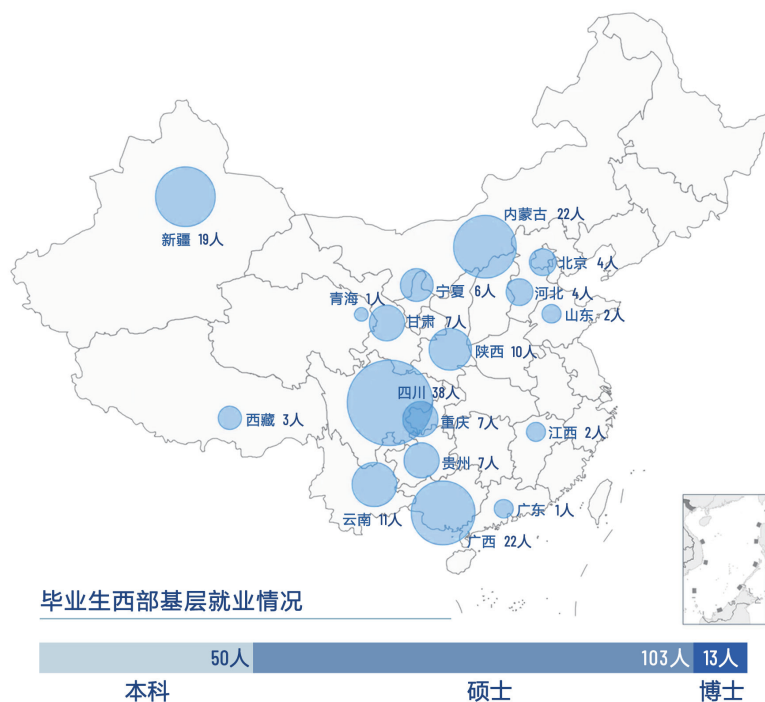 内蒙古 22人
新疆 19人
北京 4人
宁夏 6人
河北 4人
青海 1人
甘肃 7人
山东 2人
陕西 10人
四川 38人
西藏 3人
重庆 7人
江西 2人
贵州 7人
云南 11人
广东 1人
广西 22人
毕业生西部基层就业情况
50人
103人
13人
本科
硕士
博士